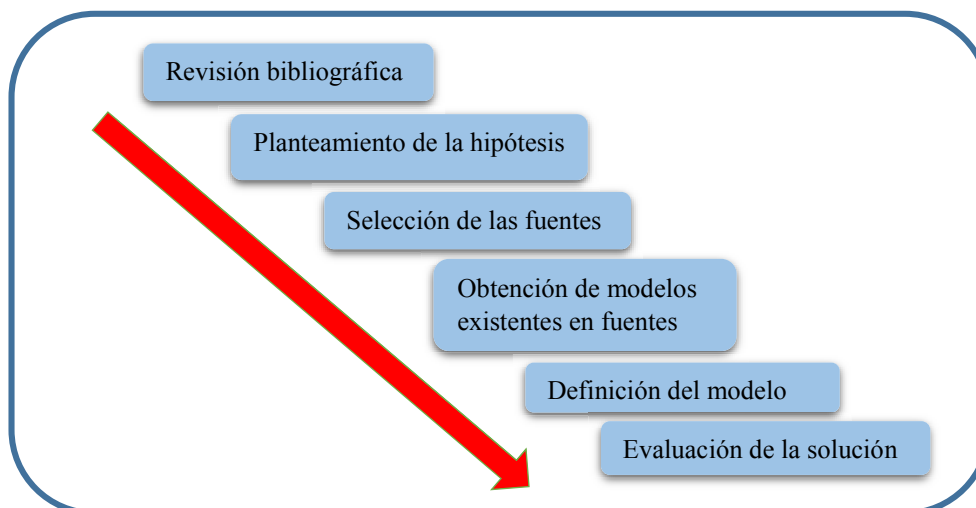 Revisión bibliográfica
Planteamiento de la hipótesis
Selección de las fuentes
Obtención de modelos
existentes en fuentes
Definición del modelo
Evaluación de la solución